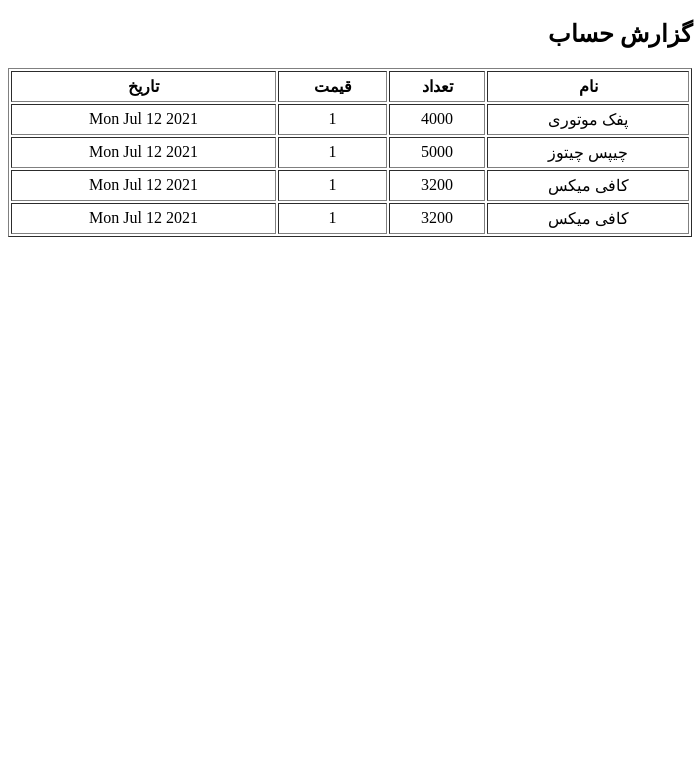 گزارش حساب
نام تعداد قیمت تاریخ
پفک موتوری 4000 1 Mon Jul 12 2021
چیپس چیتوز 5000 1 Mon Jul 12 2021
کافی میکس 3200 1 Mon Jul 12 2021
کافی میکس 3200 1 Mon Jul 12 2021